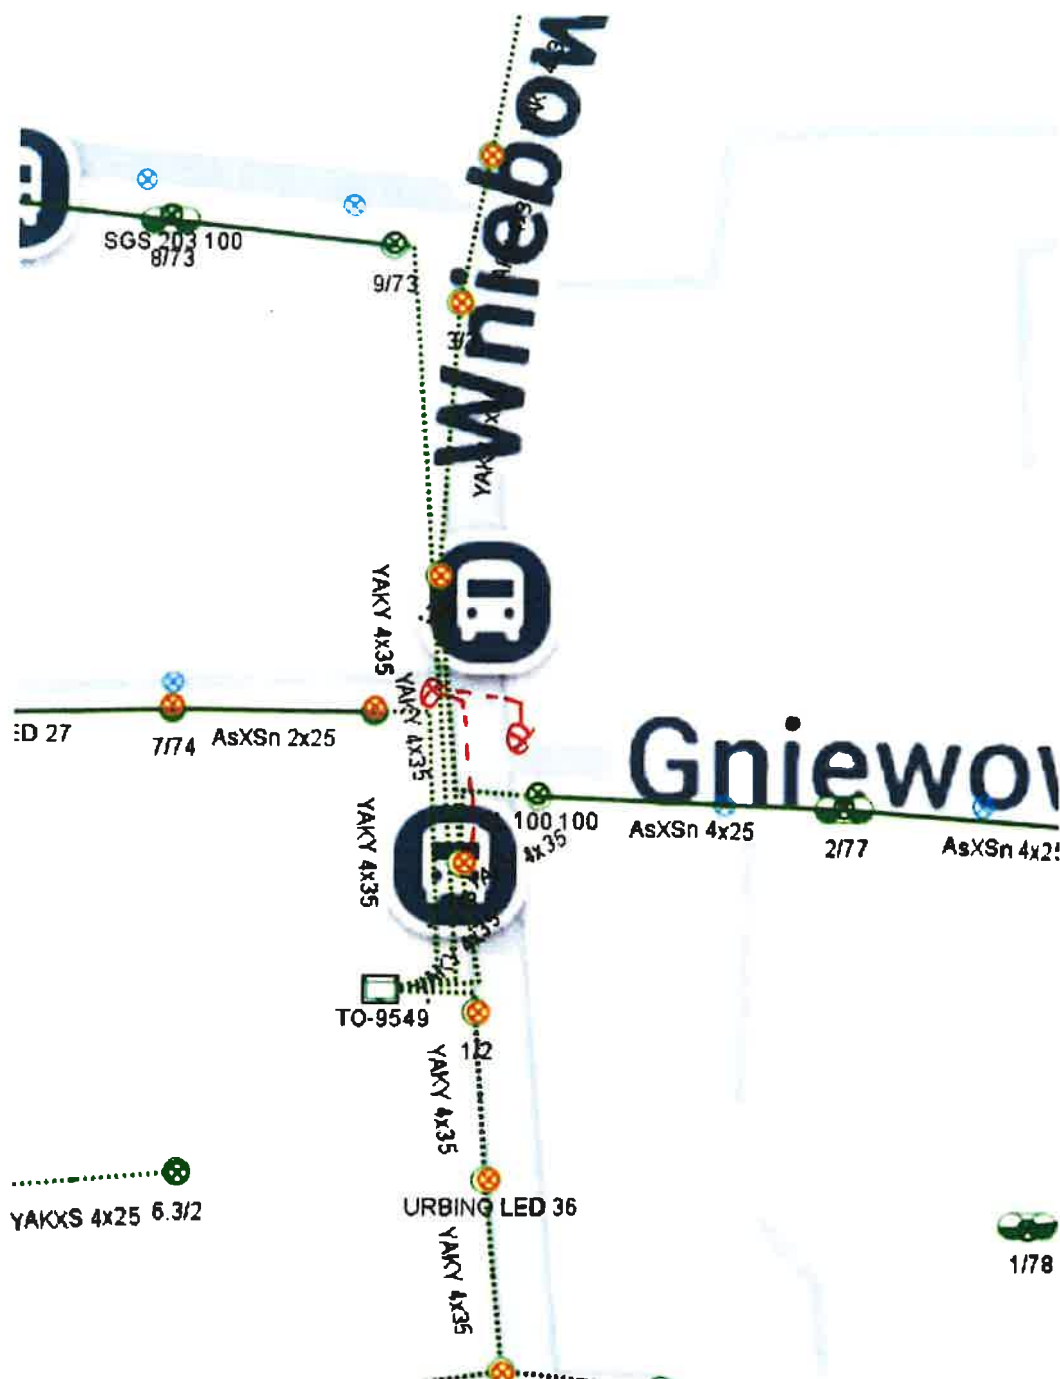 SGS 203 100
8/73
9/73
YAKY 4x35
YAKY 4x35
ED 27
7/74
AsXSn 2x25
Gniewo
100 100
4x35
AsXSn 4x25
2/77
AsXSn 4x25
YAKY 4x35
TO-9549
1/2
YAKY 4x35
YAKXS 4x25
6.3/2
URBINO LED 36
YAKY 4x35
1/78